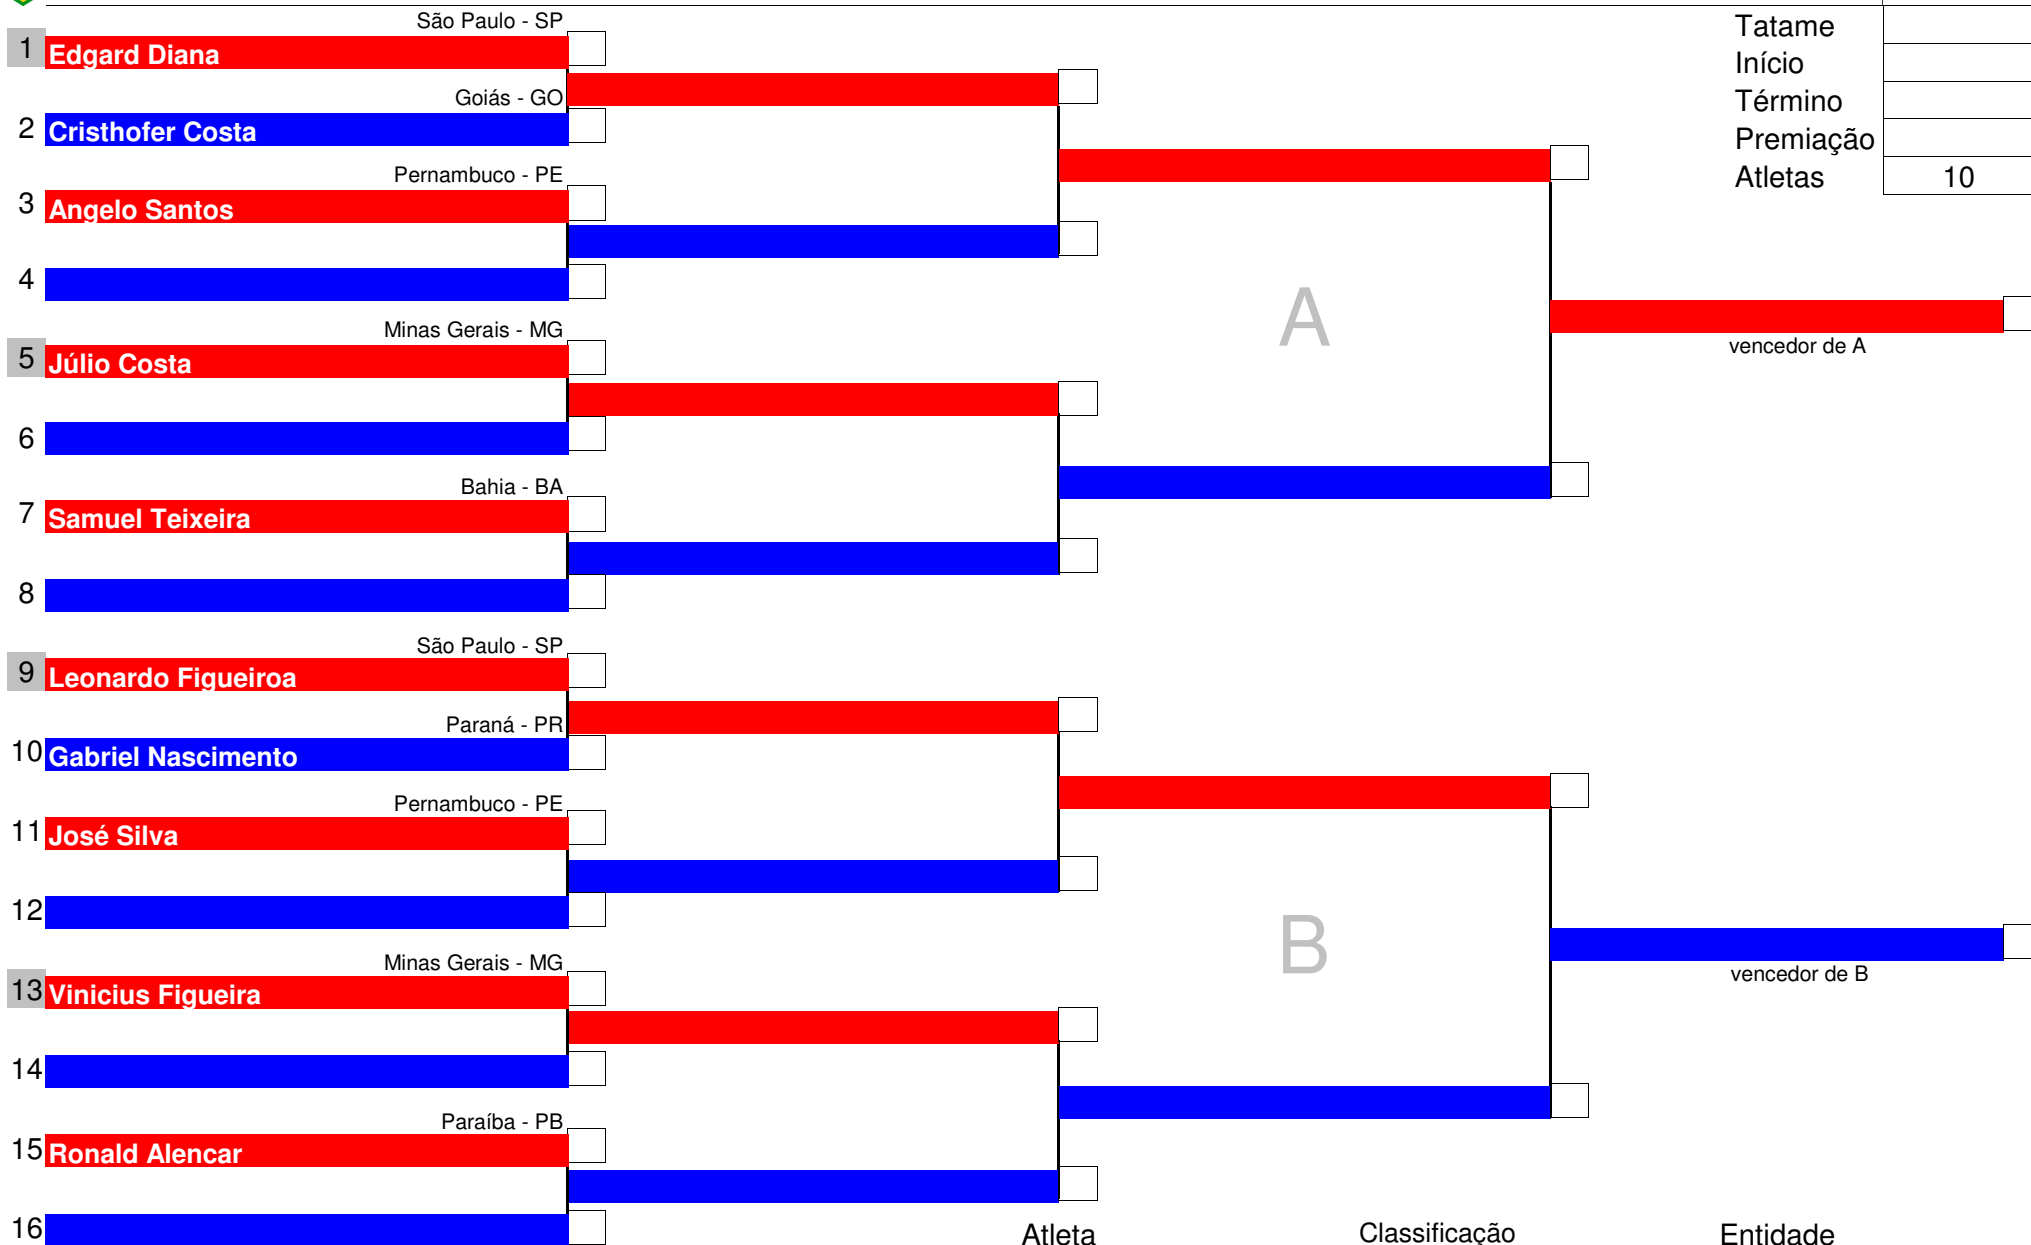 São Paulo - SP
Tatame
1 Edgard Diana
Início
Goiás - GO
Término
2 Cristhofer Costa
Premiação
Pernambuco - PE
Atletas 10
3 Angelo Santos
4
Minas Gerais - MG
A
vencedor de A
5 Júlio Costa
6
Bahia - BA
7 Samuel Teixeira
8
São Paulo - SP
9 Leonardo Figueiroa
Paraná - PR
10 Gabriel Nascimento
Pernambuco - PE
11 José Silva
12
B
Minas Gerais - MG
vencedor de B
13 Vinicius Figueira
14
Paraíba - PB
15 Ronald Alencar
16
Atleta Classificação Entidade